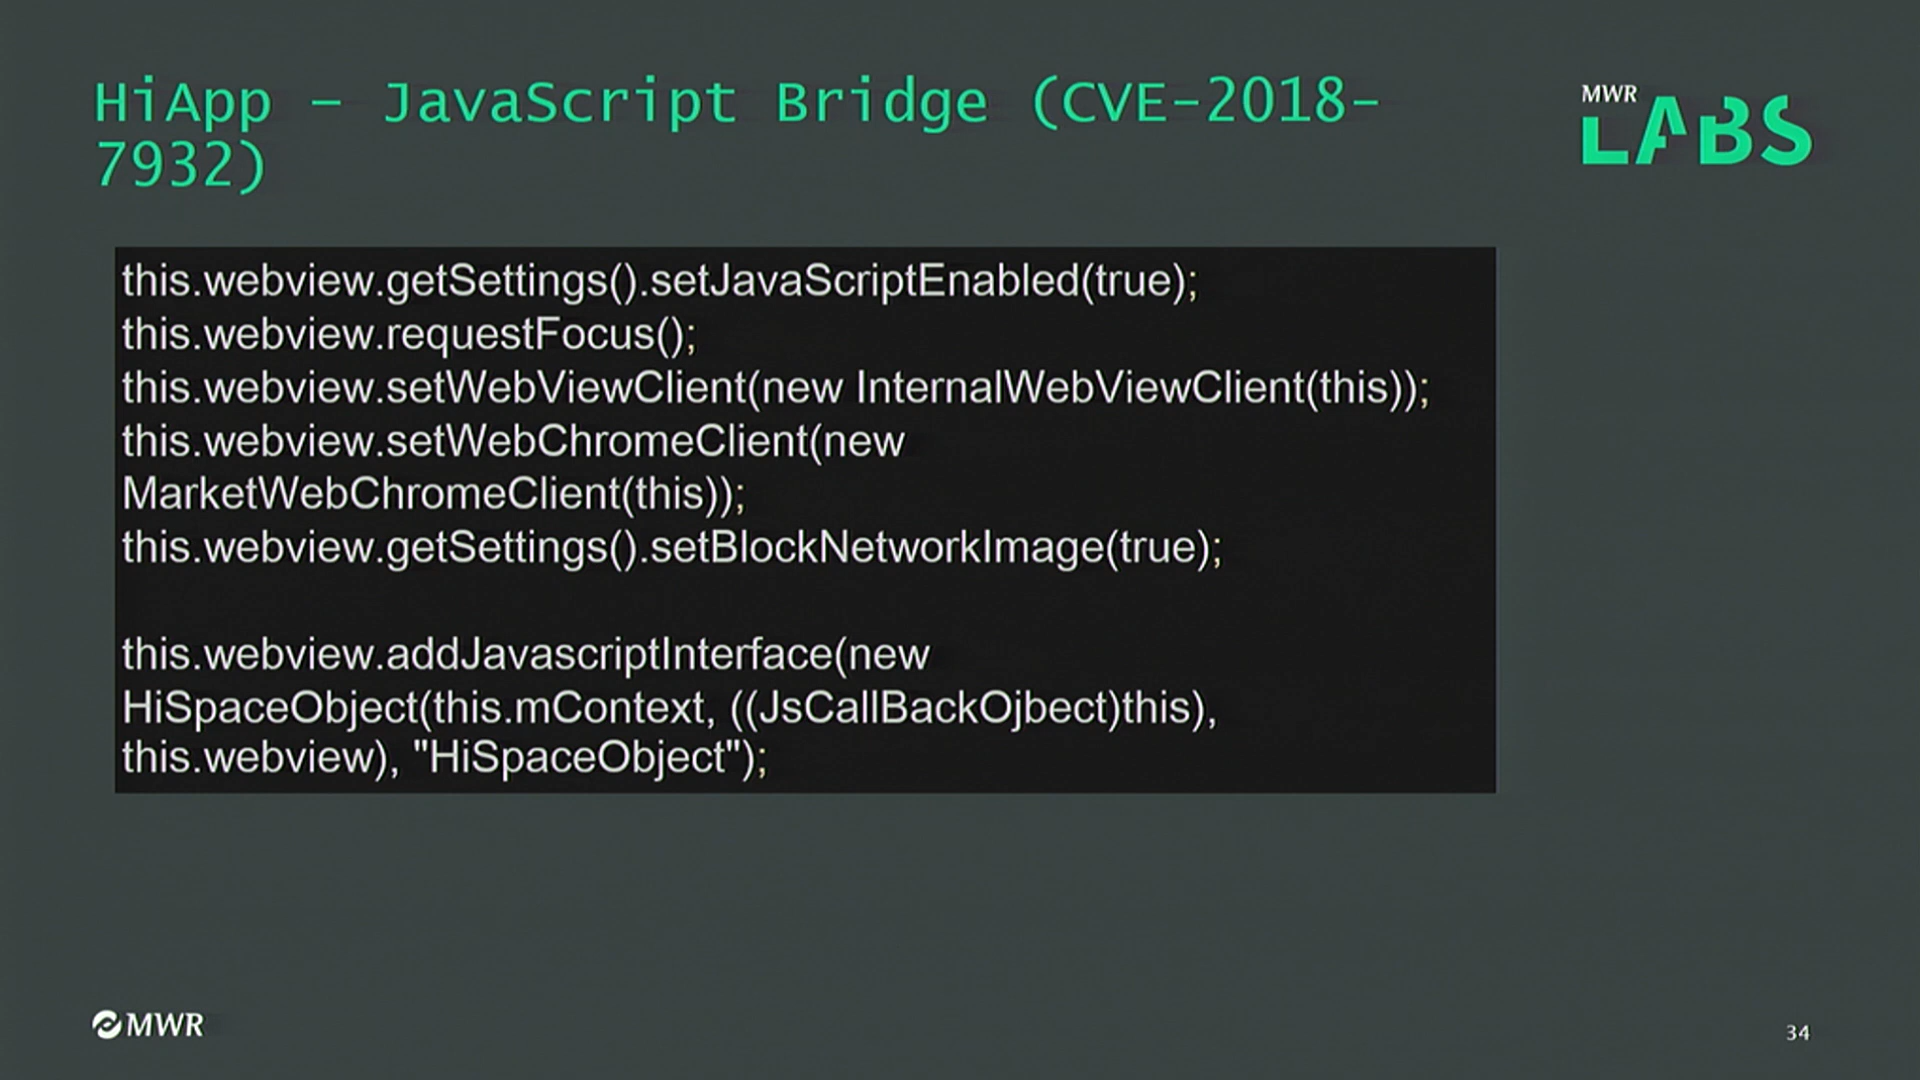 HiApp – JavaScript Bridge (CVE-2018-
7932)
MWR
LABS
this.webview.getSettings().setJavaScriptEnabled(true);
this.webview.requestFocus();
this.webview.setWebViewClient(new InternalWebViewClient(this));
this.webview.setWebChromeClient(new
MarketWebChromeClient(this));
this.webview.getSettings().setBlockNetworkImage(true);
this.webview.addJavascriptInterface(new
HiSpaceObject(this.mContext, ((JsCallBackOjbect)this),
this.webview), "HiSpaceObject");
MWR
34